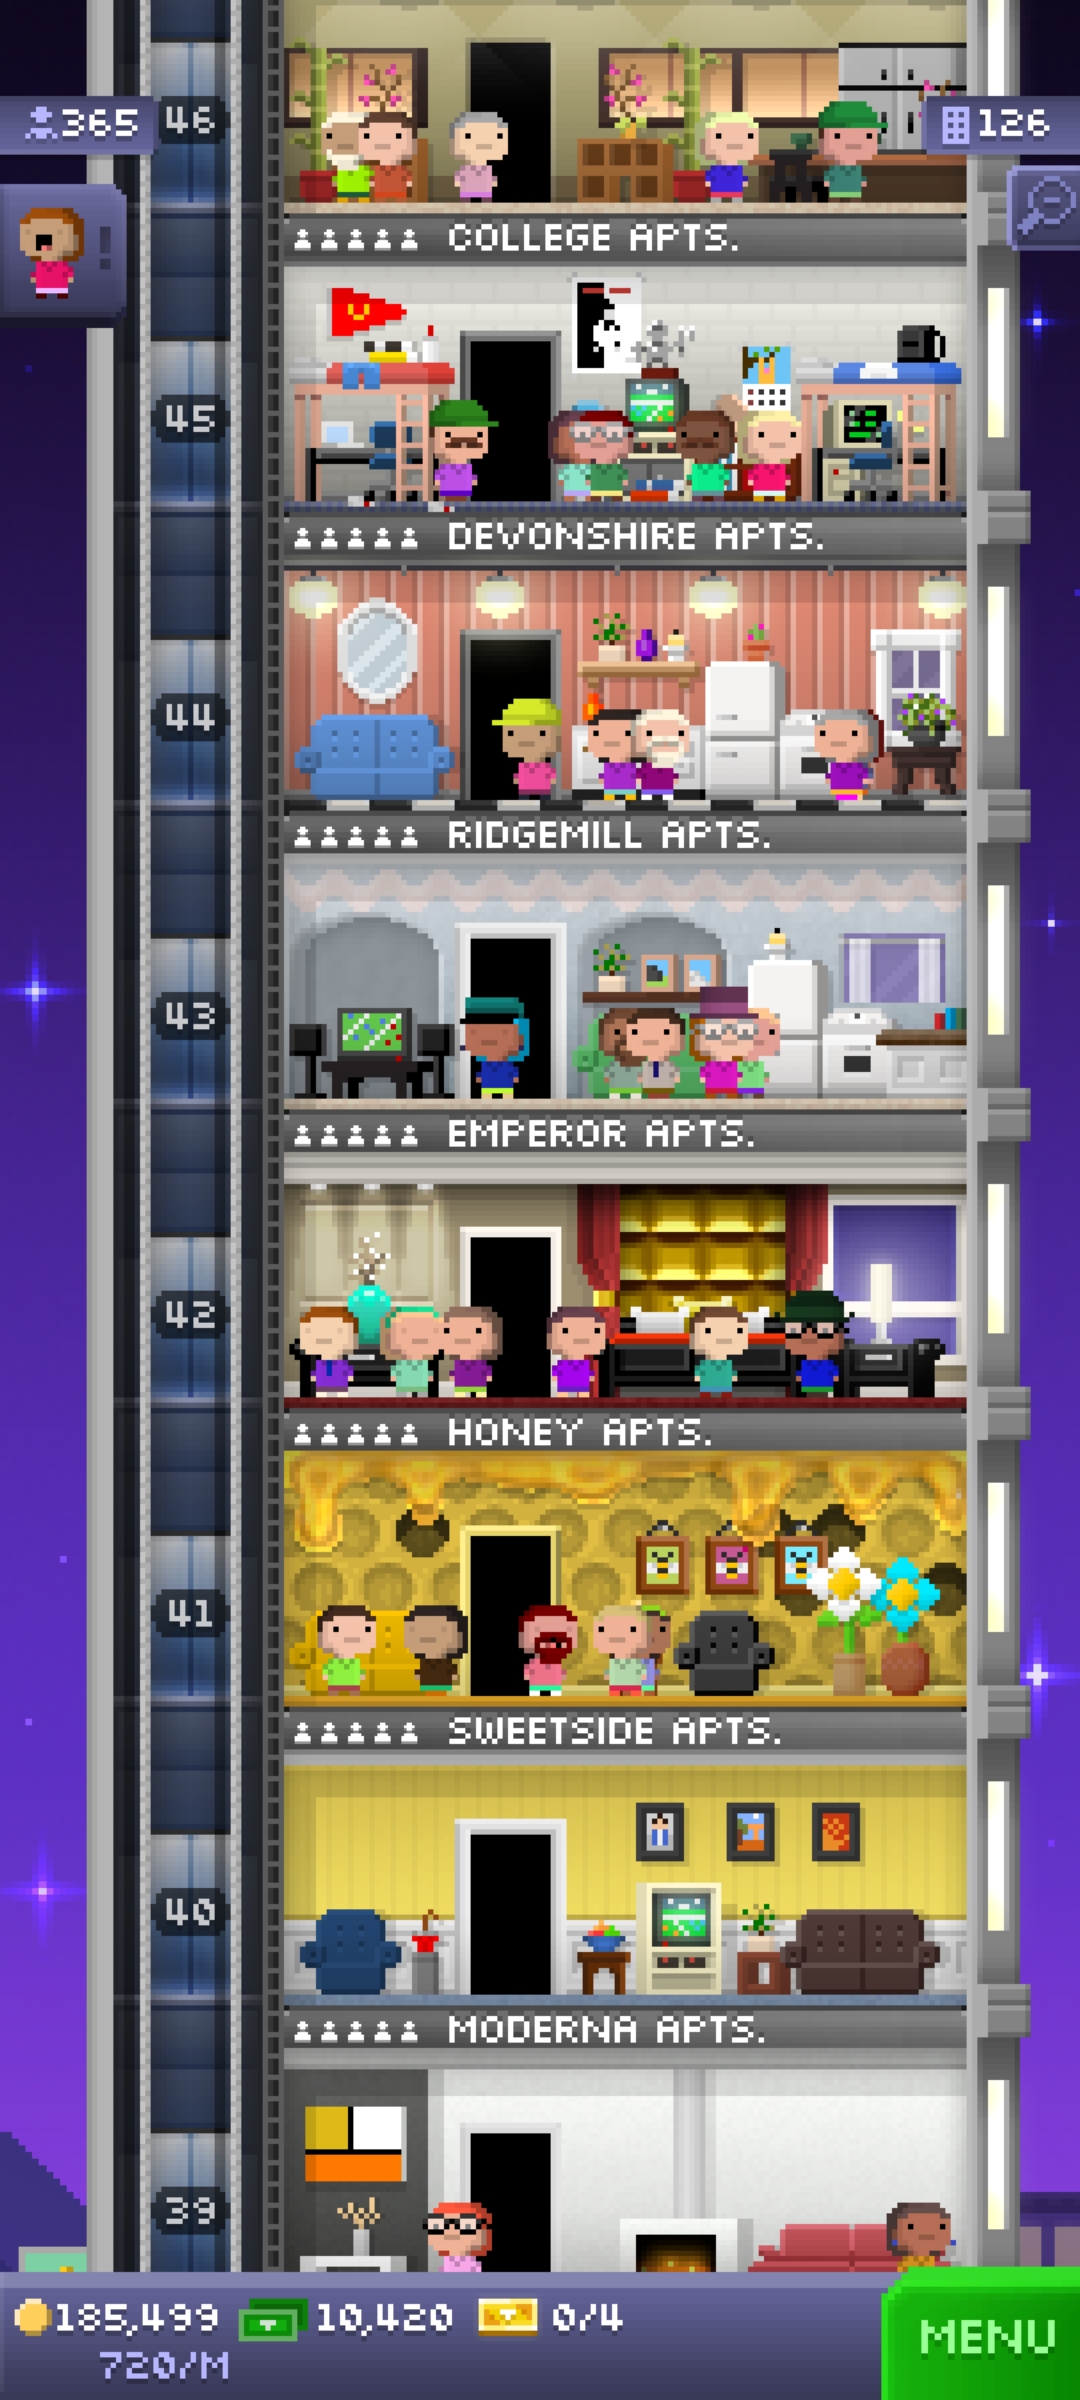 46
365
126
!
COLLEGE APTS.
45
DEVONSHIRE APTS.
44
RIDGEMILL APTS.
43
EMPEROR APTS.
42
HONEY APTS.
41
SWEETSIDE APTS.
40
MODERNA APTS.
39
185,499 10,420 0/4
720/M
MENU